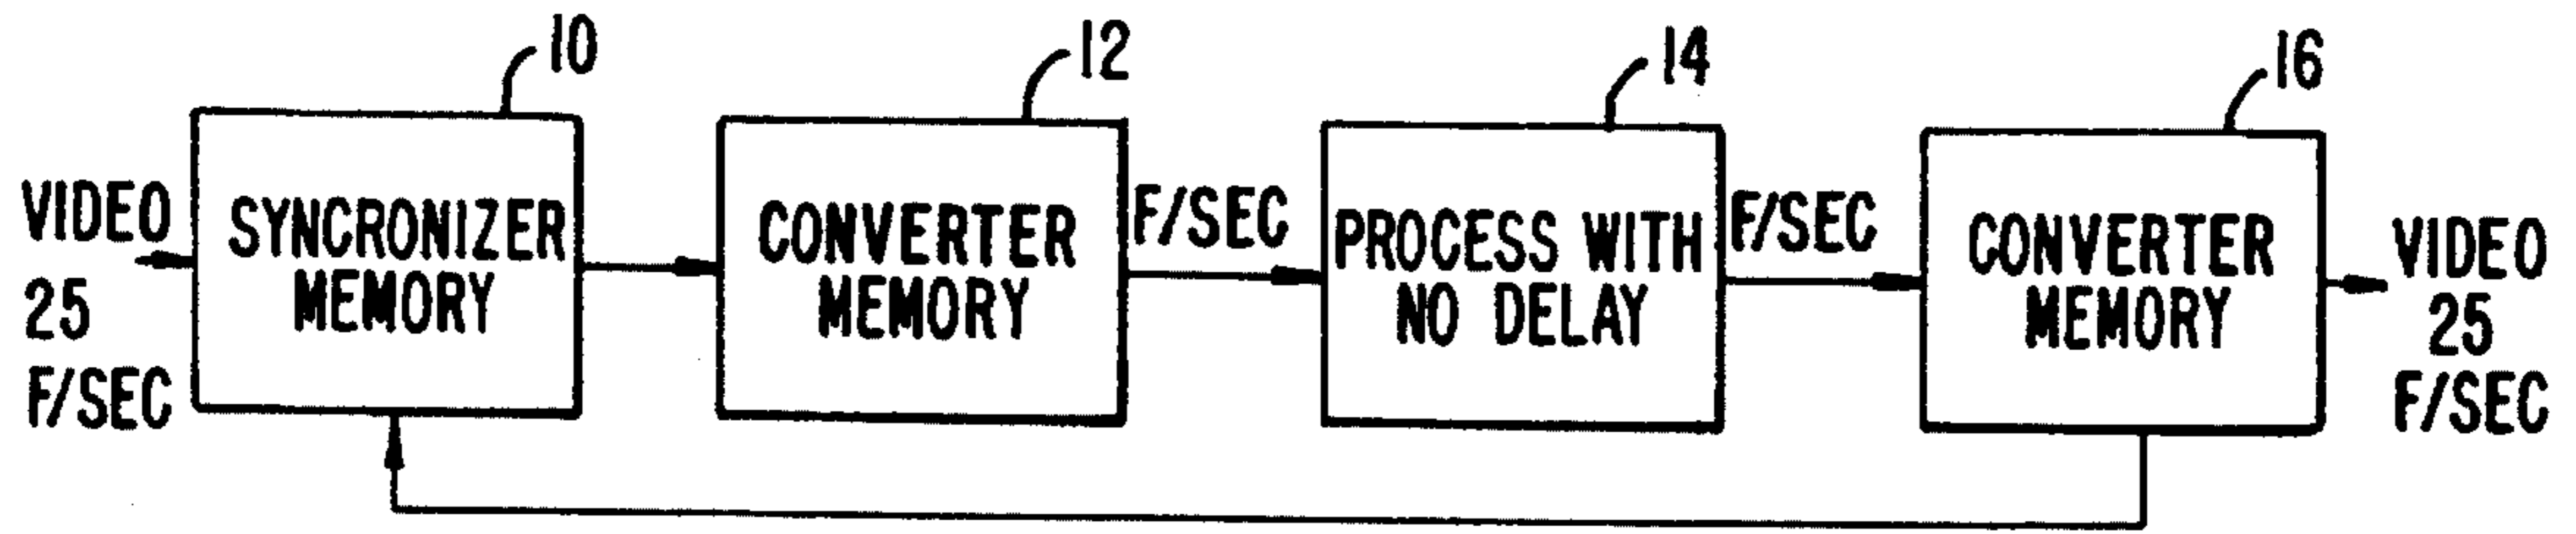 10
12
14
16
VIDEO
25
F/SEC
SYNCRONIZER
MEMORY
CONVERTER
MEMORY
F/SEC
PROCESS WITH
NO DELAY
F/SEC
CONVERTER
MEMORY
VIDEO
25
F/SEC